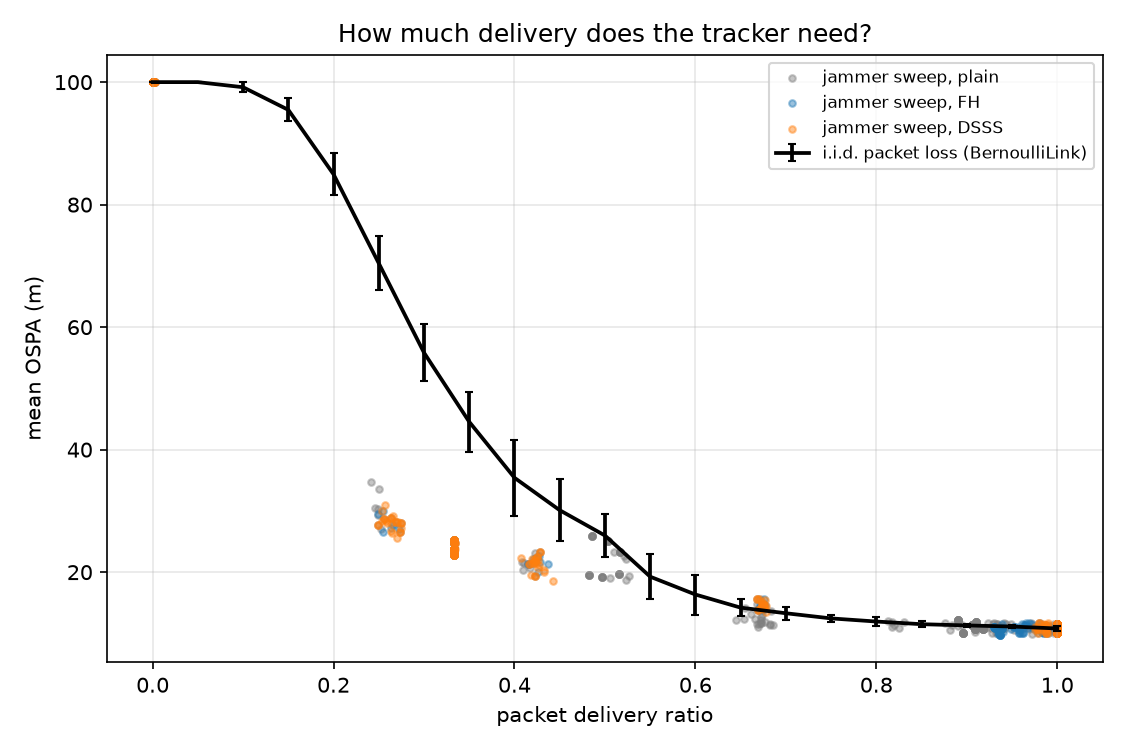 How much delivery does the tracker need?
jammer sweep, plain
jammer sweep, FH
jammer sweep, DSSS
i.i.d. packet loss (BernoulliLink)
mean OSPA (m)
100
80
60
40
20
0.0 0.2 0.4 0.6 0.8 1.0
packet delivery ratio